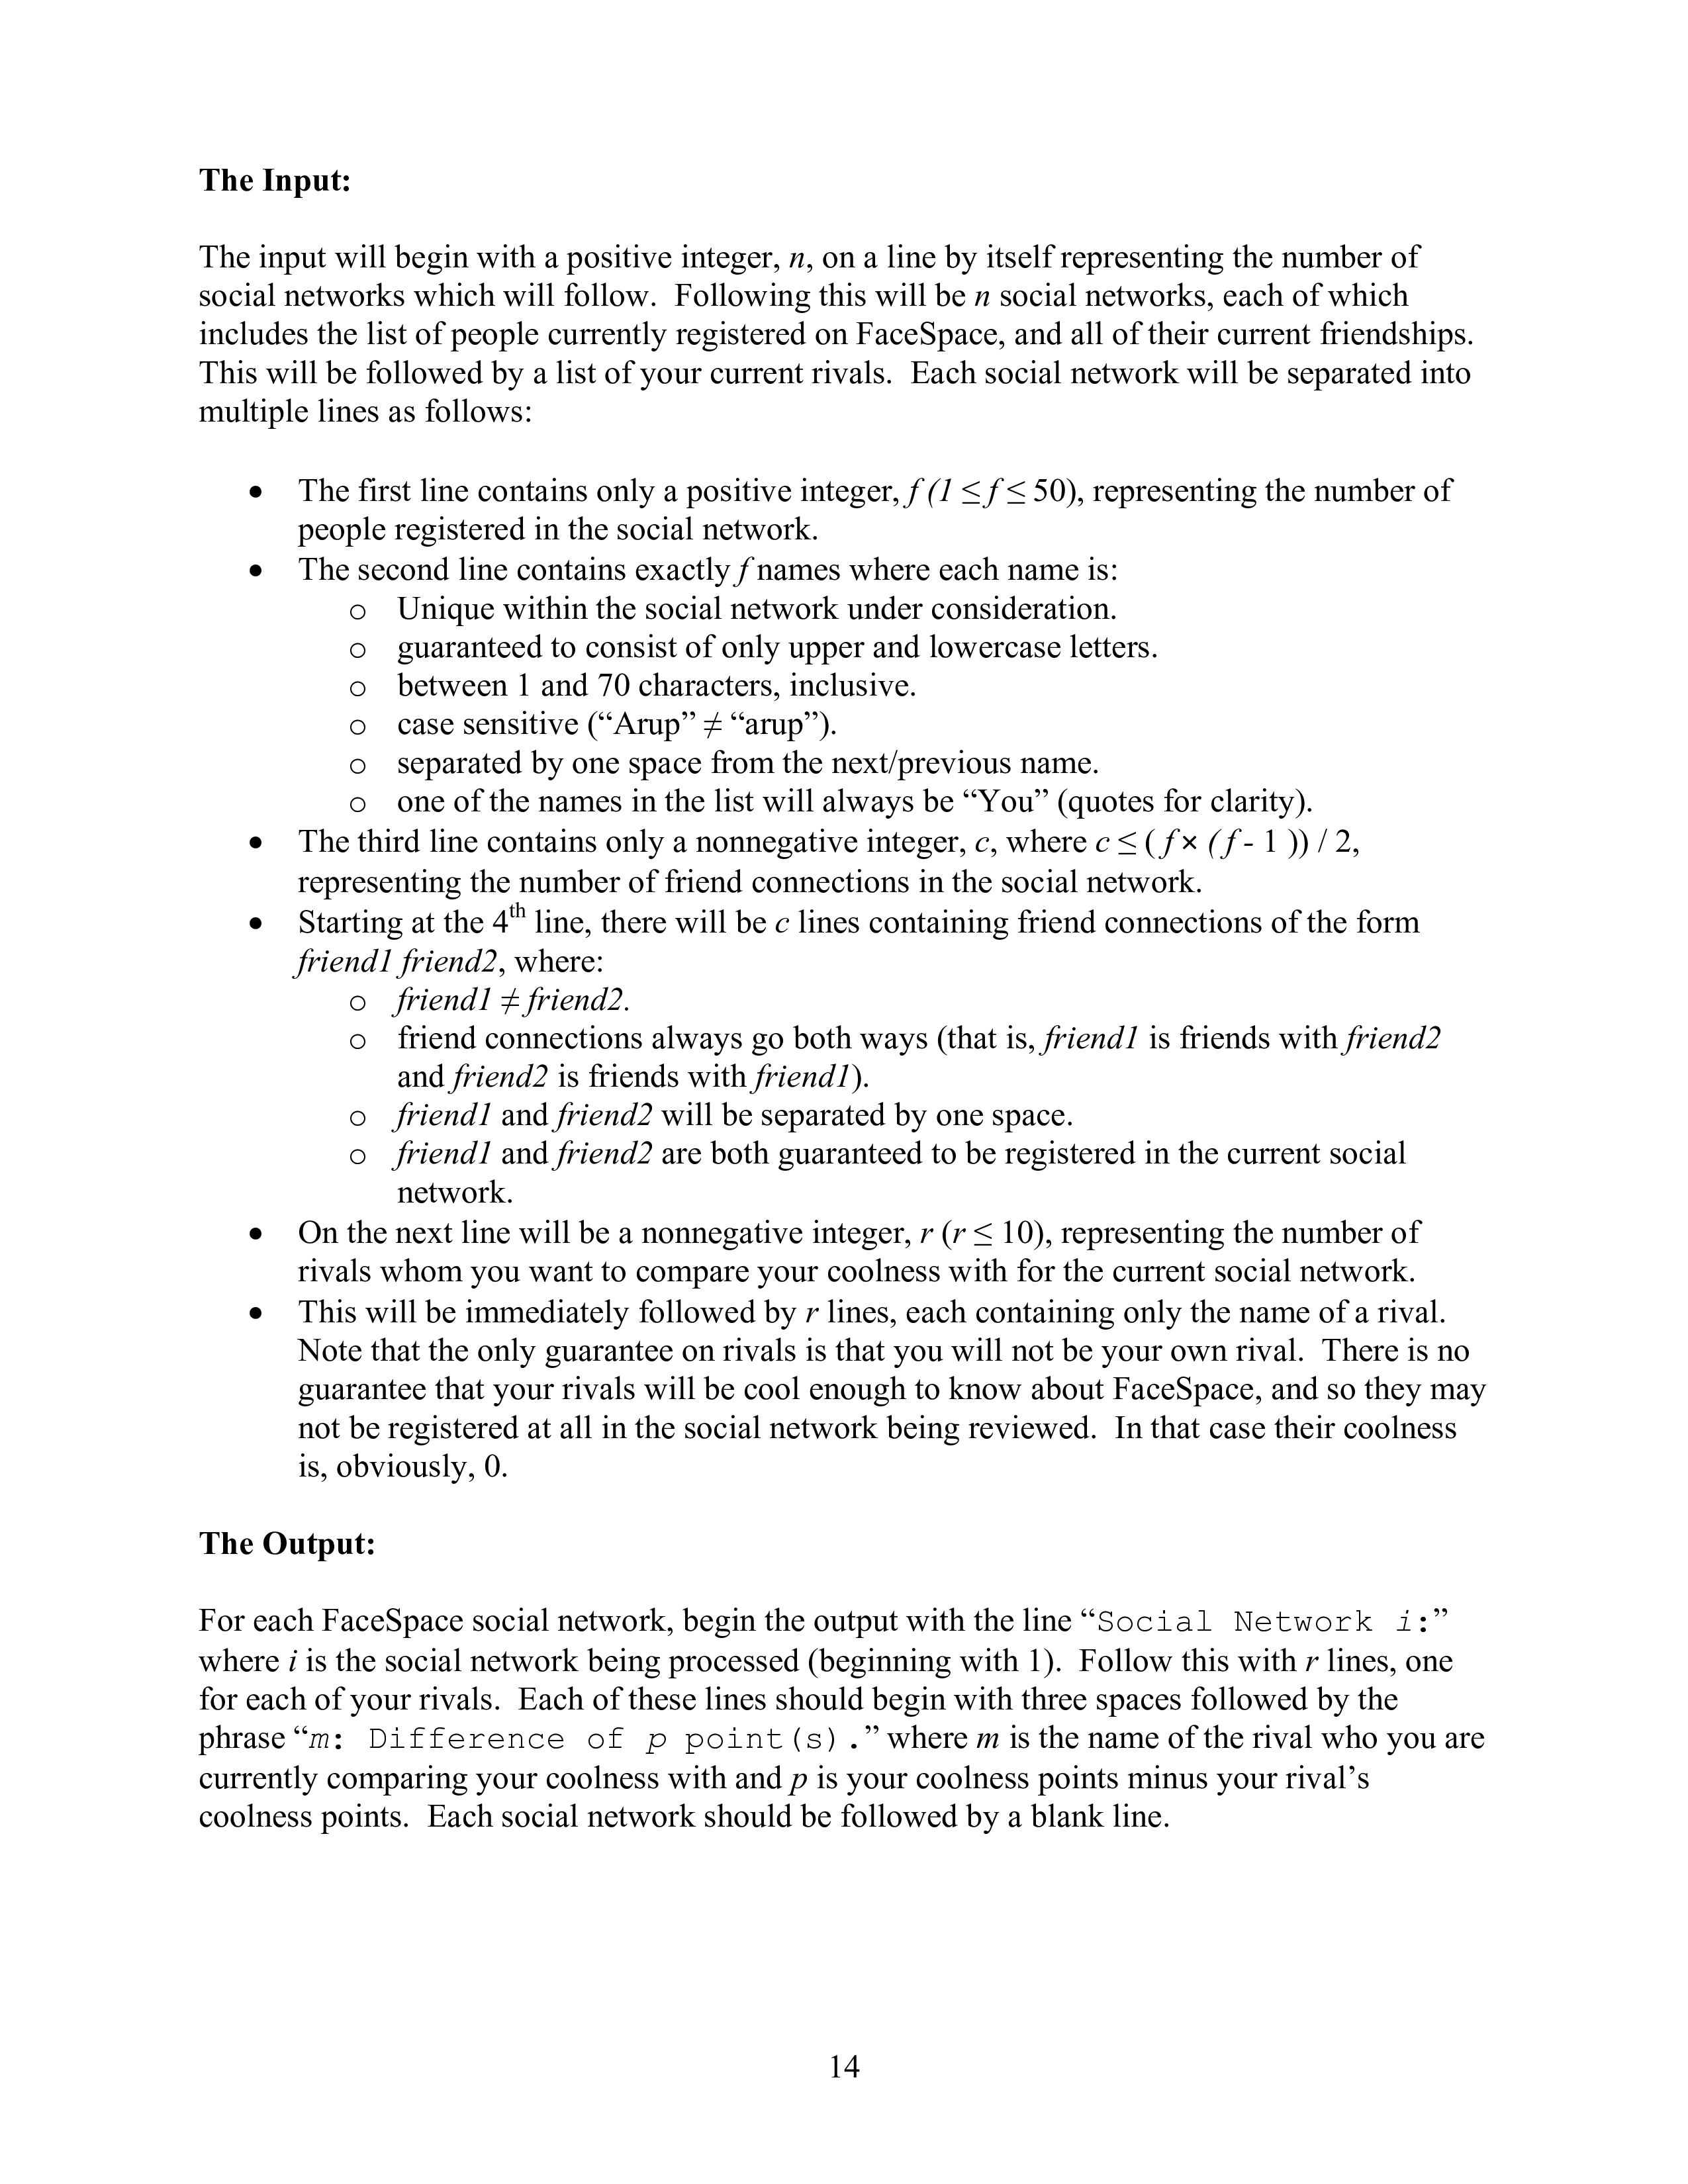 The Input:
The input will begin with a positive integer, n, on a line by itself representing the number of
social networks which will follow.  Following this will be n social networks, each of which
includes the list of people currently registered on FaceSpace, and all of their current friendships.
This will be followed by a list of your current rivals.  Each social network will be separated into
multiple lines as follows:
• The first line contains only a positive integer, f (1 ≤ f ≤ 50), representing the number of
people registered in the social network.
• The second line contains exactly f names where each name is:
o Unique within the social network under consideration.
o guaranteed to consist of only upper and lowercase letters.
o between 1 and 70 characters, inclusive.
o case sensitive (“Arup” ≠ “arup”).
o separated by one space from the next/previous name.
o one of the names in the list will always be “You” (quotes for clarity).
• The third line contains only a nonnegative integer, c, where c ≤ ( f × ( f - 1 )) / 2,
representing the number of friend connections in the social network.
• Starting at the 4th line, there will be c lines containing friend connections of the form
friend1 friend2, where:
o friend1 ≠ friend2.
o friend connections always go both ways (that is, friend1 is friends with friend2
and friend2 is friends with friend1).
o friend1 and friend2 will be separated by one space.
o friend1 and friend2 are both guaranteed to be registered in the current social
network.
• On the next line will be a nonnegative integer, r (r ≤ 10), representing the number of
rivals whom you want to compare your coolness with for the current social network.
• This will be immediately followed by r lines, each containing only the name of a rival.
Note that the only guarantee on rivals is that you will not be your own rival.  There is no
guarantee that your rivals will be cool enough to know about FaceSpace, and so they may
not be registered at all in the social network being reviewed.  In that case their coolness
is, obviously, 0.
The Output:
For each FaceSpace social network, begin the output with the line “Social Network i:”
where i is the social network being processed (beginning with 1).  Follow this with r lines, one
for each of your rivals.  Each of these lines should begin with three spaces followed by the
phrase “m: Difference of p point(s).” where m is the name of the rival who you are
currently comparing your coolness with and p is your coolness points minus your rival’s
coolness points.  Each social network should be followed by a blank line.
14